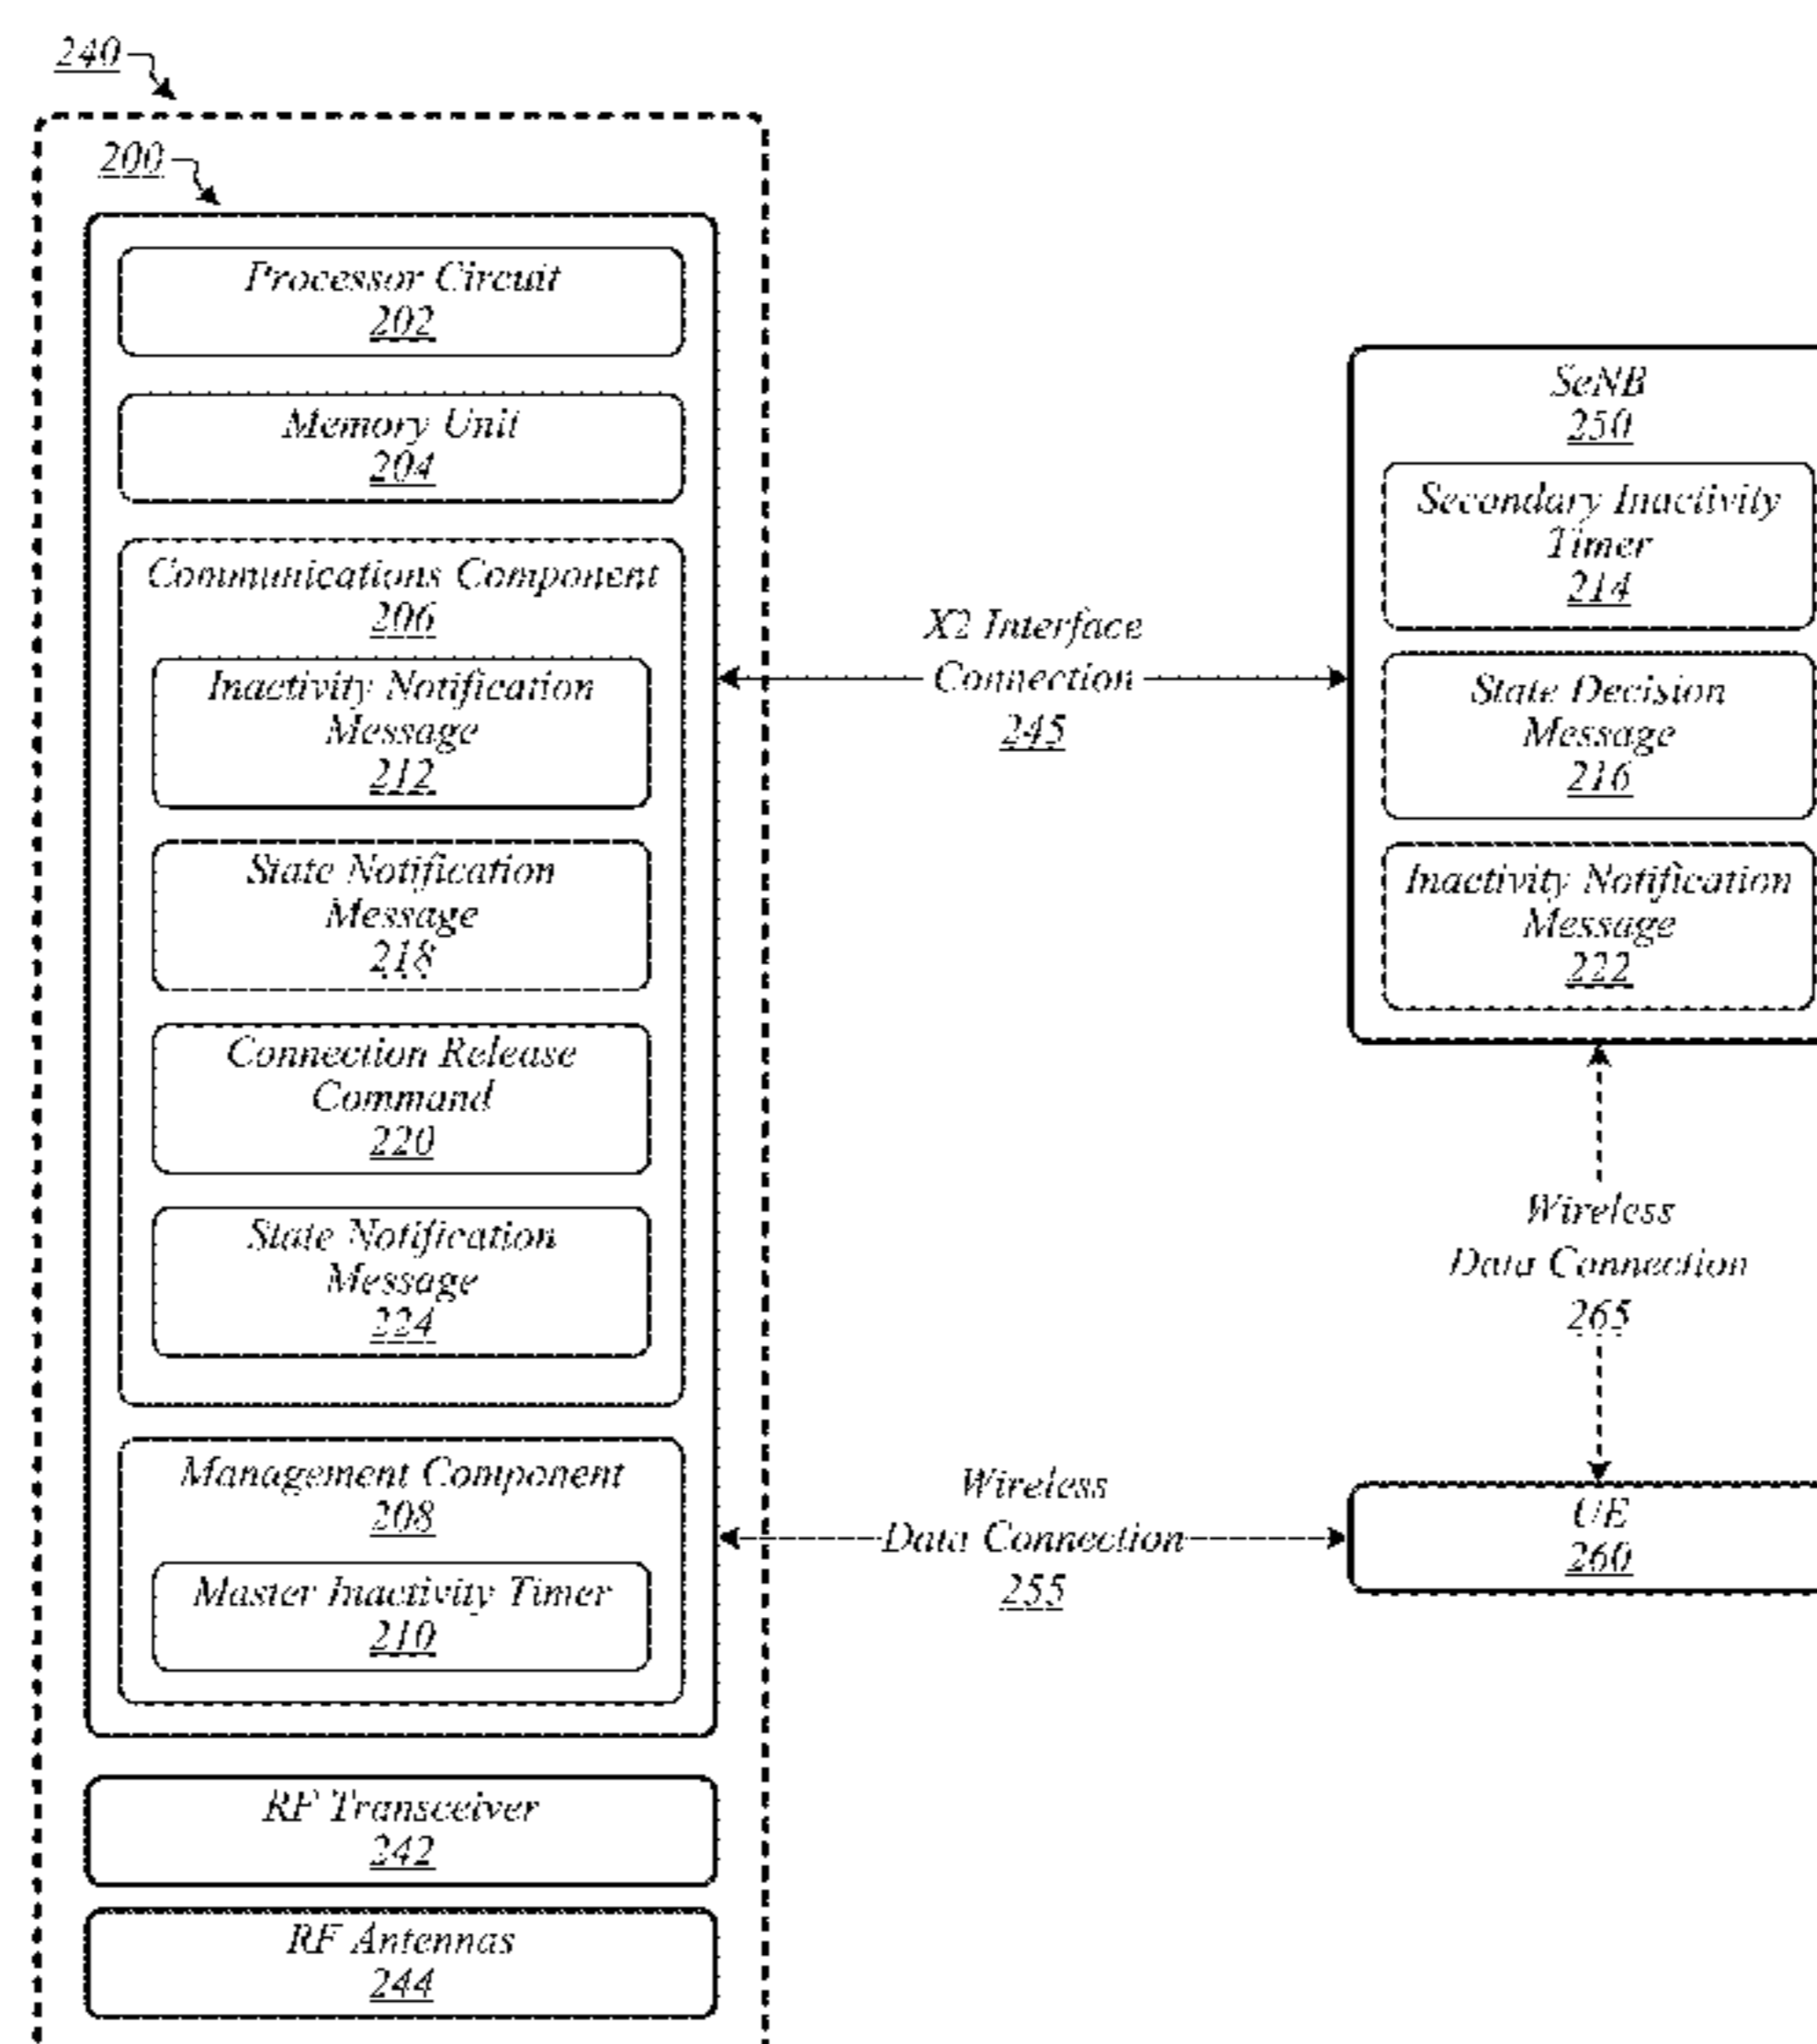 240
200
Processor Circuit
202
Memory Unit
204
Communications Component
206
Inactivity Notification
Message
212
State Notification
Message
218
Connection Release
Command
220
State Notification
Message
224
Management Component
208
Master Inactivity Timer
210
RF Transceiver
242
RF Antennas
244
X2 Interface
Connection
245
Wireless
Data Connection
255
SeNB
250
Secondary Inactivity
Timer
214
State Decision
Message
216
Inactivity Notification
Message
222
Wireless
Data Connection
265
UE
260